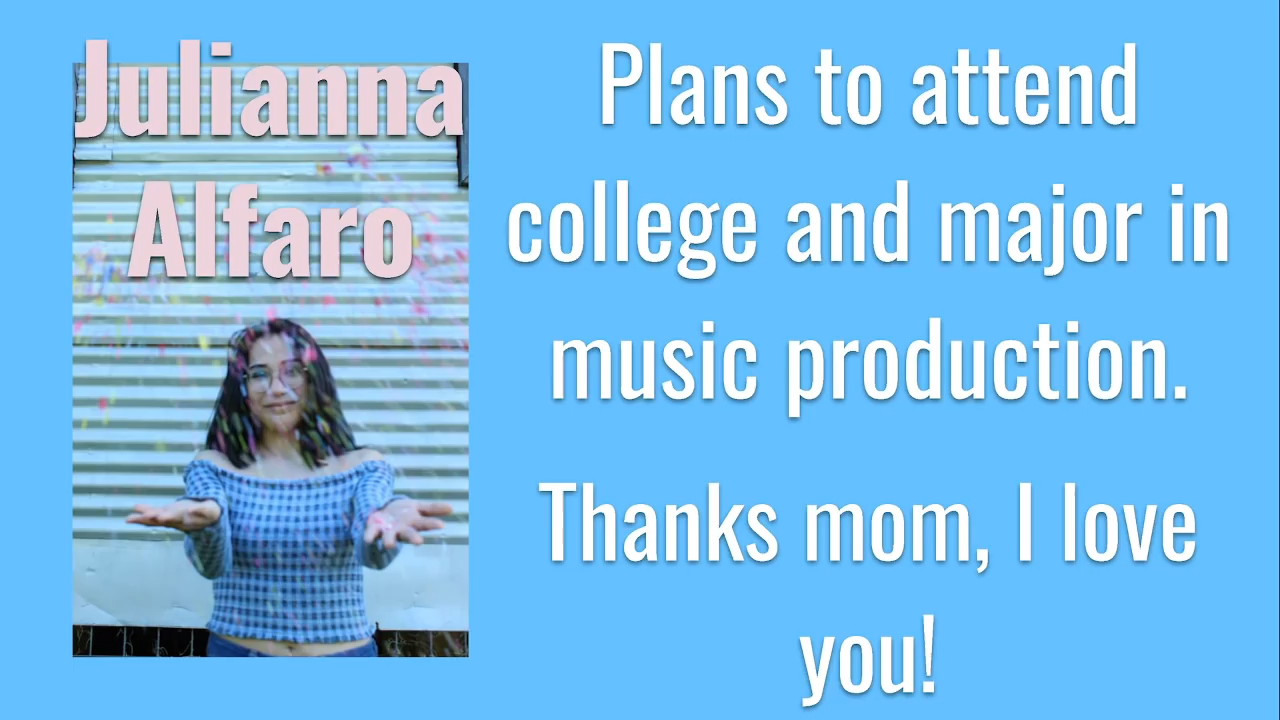 Julianna
Alfaro
Plans to attend
college and major in
music production.
Thanks mom, I love
you!